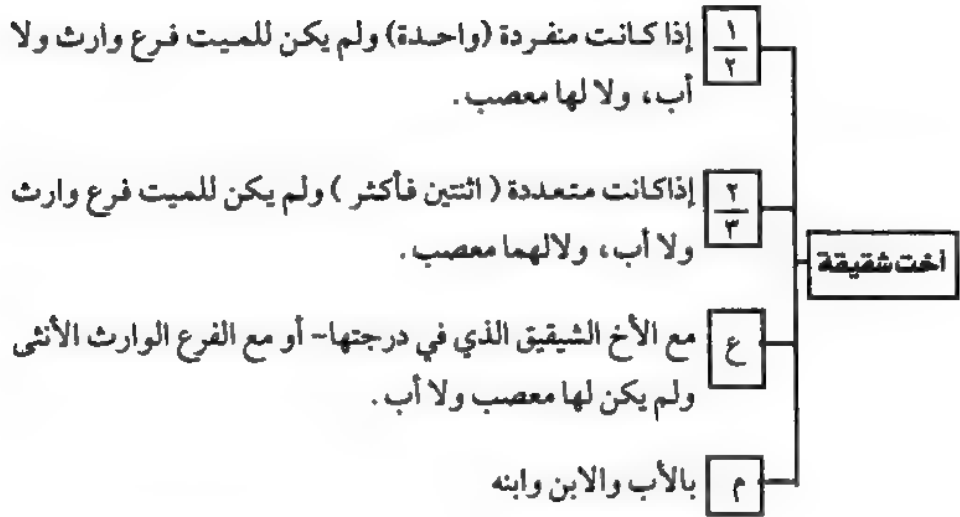 أخت شقيقة
١/٢ إذا كانت منفردة (واحدة) ولم يكن للميت فرع وارث ولا
أب، ولا لها معصب.
٢/٣ إذاكانت متعددة ( اثنتين فأكثر ) ولم يكن للميت فرع وارث
ولا أب، ولالهما معصب.
ع مع الأخ الشيقيق الذي في درجتها- أو مع الفرع الوارث الأنثى
ولم يكن لها معصب ولا أب.
م بالأب والابن وابنه